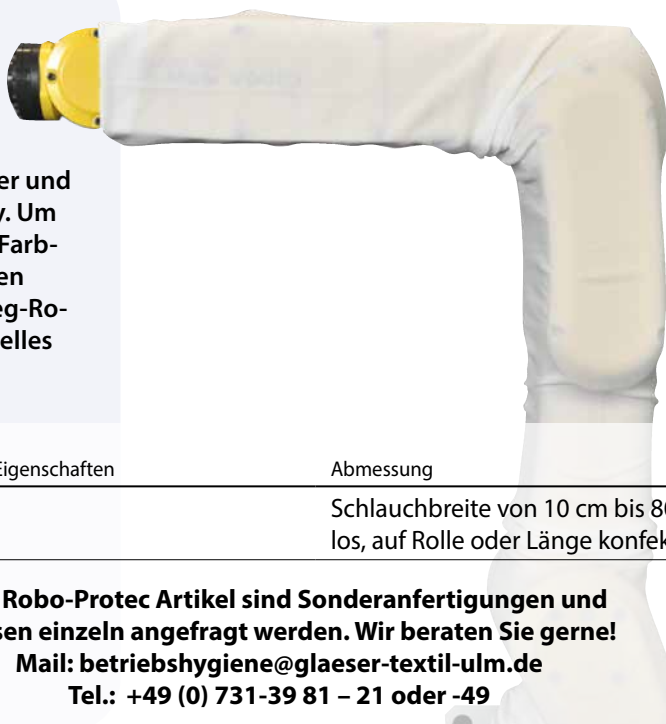 er und
. Um
Farb-
en
eg-Ro-
elles
Eigenschaften Abmessung
Schlauchbreite von 10 cm bis
los, auf Rolle oder Länge
Robo-Protec Artikel sind Sonderanfertigungen und
sen einzeln angefragt werden. Wir beraten Sie gerne!
Mail: betriebshygiene@glaeser-textil-ulm.de
Tel.: +49 (0) 731-39 81 – 21 oder -49